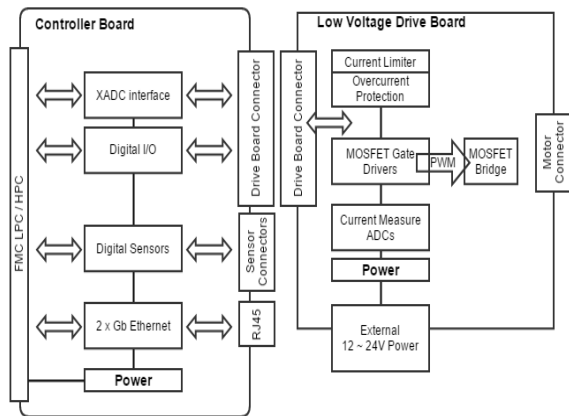 Controller Board
FMC LPC / HPC
XADC interface
Digital I/O
Digital Sensors
2 x Gb Ethernet
Power
Drive Board Connector
Sensor
Connectors
RJ45
Low Voltage Drive Board
Drive Board Connector
Current Limiter
Overcurrent
Protection
MOSFET Gate
Drivers
PWM
MOSFET
Bridge
Current Measure
ADCs
Power
External
12 ~ 24V Power
Motor
Connector